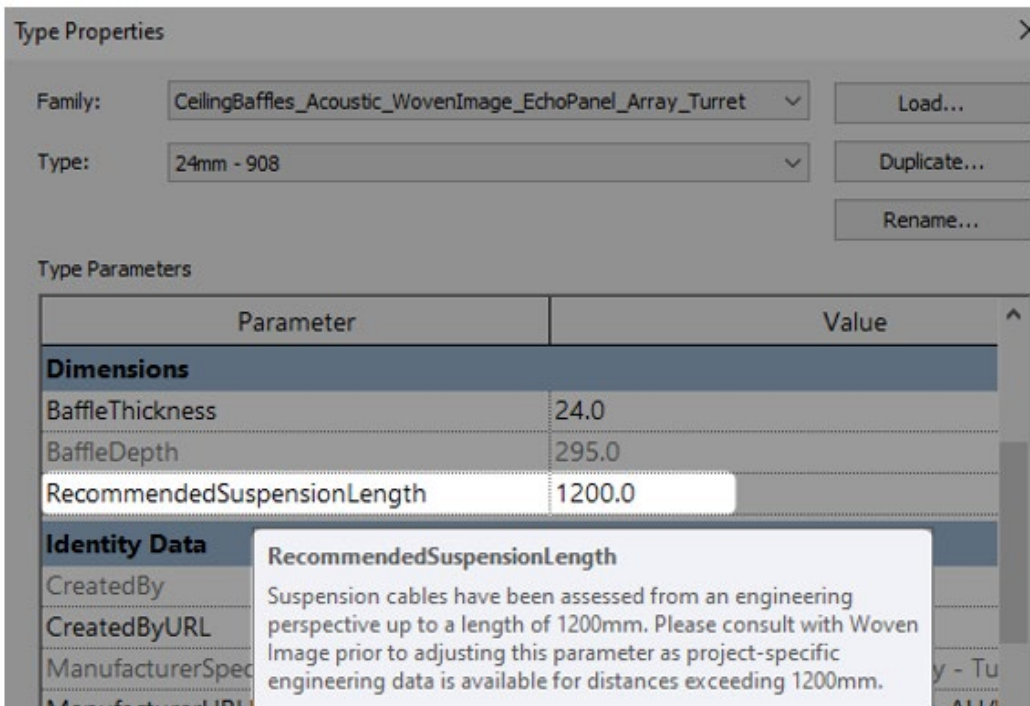 Type Properties
Family: CeilingBaffles_Acoustic_WovenImage_EchoPanel_Array_Turret Load...
Type: 24mm - 908 Duplicate...
Rename...
Type Parameters
Parameter Value
Dimensions
BaffleThickness 24.0
BaffleDepth 295.0
RecommendedSuspensionLength 1200.0
Identity Data
RecommendedSuspensionLength
CreatedBy
Suspension cables have been assessed from an engineering
CreatedByURL
perspective up to a length of 1200mm. Please consult with Woven
Image prior to adjusting this parameter as project-specific
ManufacturerSpec y - Tu
engineering data is available for distances exceeding 1200mm.